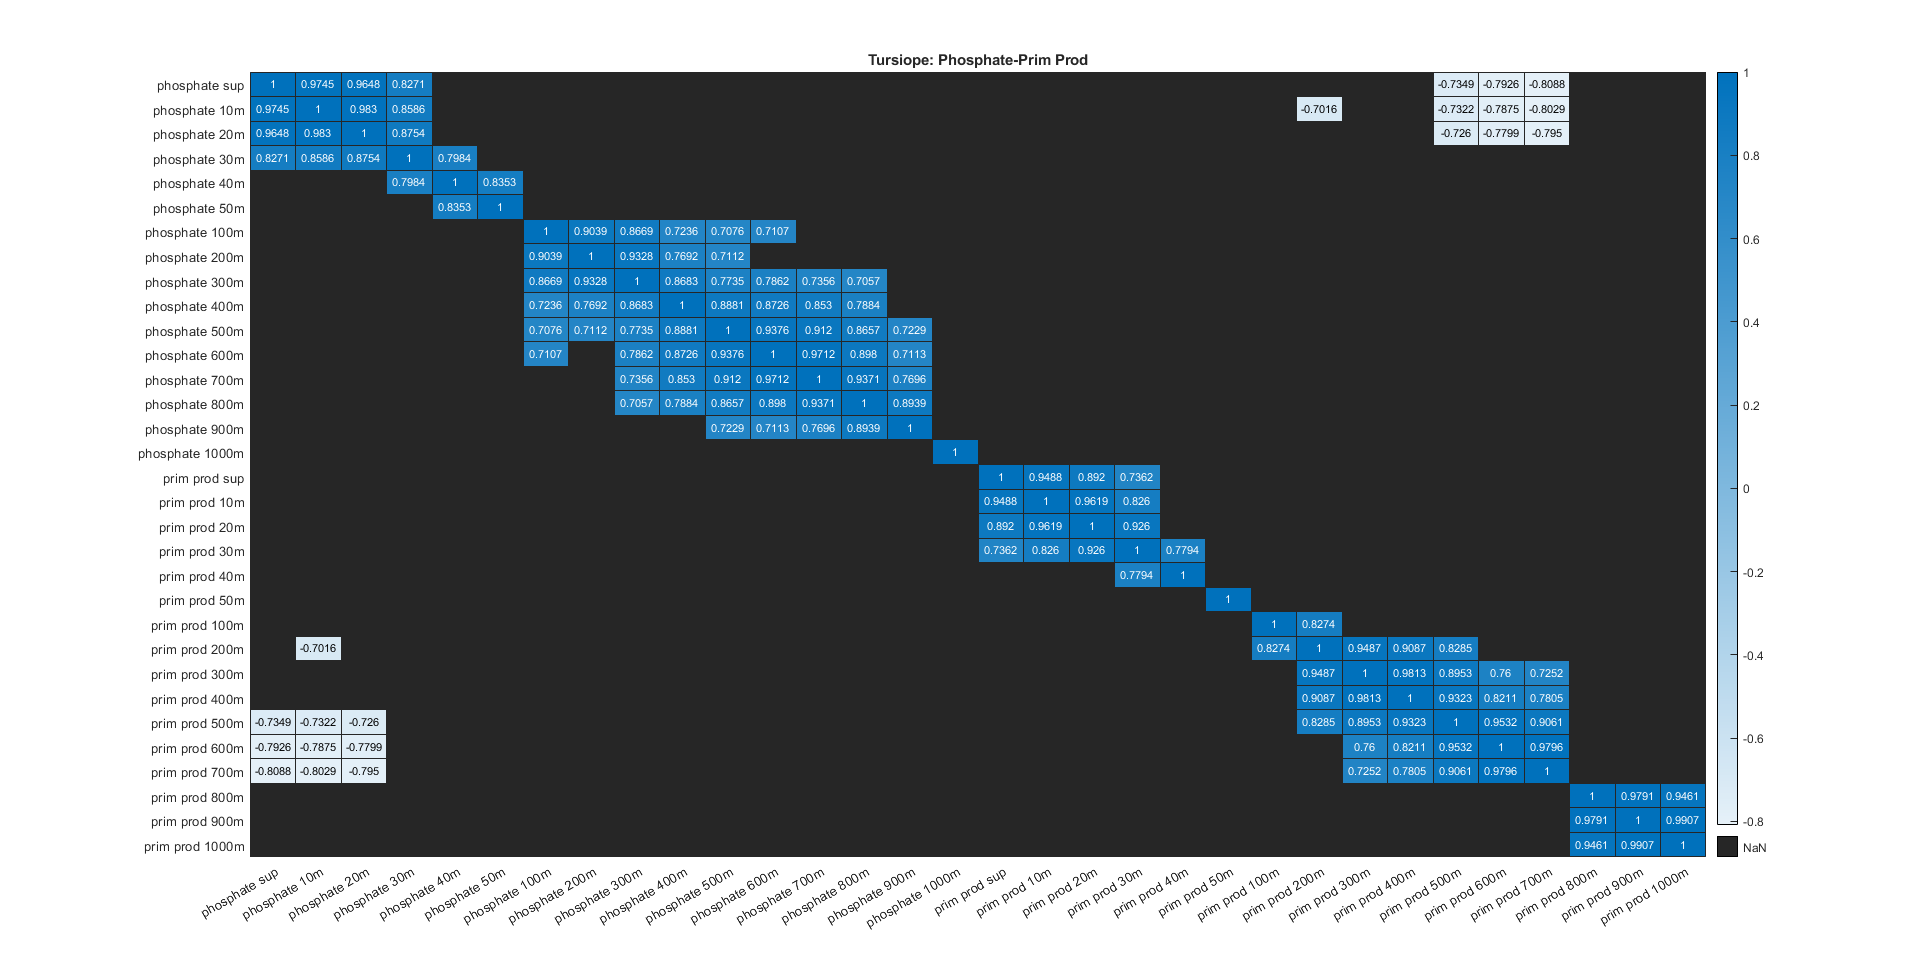 Tursiope: Phosphate-Prim Prod
phosphate sup 1 0.9745 0.9648 0.8271 -0.7349 -0.7926 -0.8088
phosphate 10m 0.9745 1 0.983 0.8586 -0.7016 -0.7322 -0.7875 -0.8029
phosphate 20m 0.9648 0.983 1 0.8754 -0.726 -0.7799 -0.795
phosphate 30m 0.8271 0.8586 0.8754 1 0.7984
phosphate 40m 0.7984 1 0.8353
phosphate 50m 0.8353 1
phosphate 100m 1 0.9039 0.8669 0.7236 0.7076 0.7107
phosphate 200m 0.9039 1 0.9328 0.7692 0.7112
phosphate 300m 0.8669 0.9328 1 0.8683 0.7735 0.7862 0.7356 0.7057
phosphate 400m 0.7236 0.7692 0.8683 1 0.8881 0.8726 0.853 0.7884
phosphate 500m 0.7076 0.7112 0.7735 0.8881 1 0.9376 0.912 0.8657 0.7229
phosphate 600m 0.7107 0.7862 0.8726 0.9376 1 0.9712 0.898 0.7113
phosphate 700m 0.7356 0.853 0.912 0.9712 1 0.9371 0.7696
phosphate 800m 0.7057 0.7884 0.8657 0.898 0.9371 1 0.8939
phosphate 900m 0.7229 0.7113 0.7696 0.8939 1
phosphate 1000m 1
prim prod sup 1 0.9488 0.892 0.7362
prim prod 10m 0.9488 1 0.9619 0.826
prim prod 20m 0.892 0.9619 1 0.926
prim prod 30m 0.7362 0.826 0.926 1 0.7794
prim prod 40m 0.7794 1
prim prod 50m 1
prim prod 100m 1 0.8274
prim prod 200m -0.7016 0.8274 1 0.9487 0.9087 0.8285
prim prod 300m 0.9487 1 0.9813 0.8953 0.76 0.7252
prim prod 400m 0.9087 0.9813 1 0.9323 0.8211 0.7805
prim prod 500m -0.7349 -0.7322 -0.726 0.8285 0.8953 0.9323 1 0.9532 0.9061
prim prod 600m -0.7926 -0.7875 -0.7799 0.76 0.8211 0.9532 1 0.9796
prim prod 700m -0.8088 -0.8029 -0.795 0.7252 0.7805 0.9061 0.9796 1
prim prod 800m 1 0.9791 0.9461
prim prod 900m 0.9791 1 0.9907
prim prod 1000m 0.9461 0.9907 1
phosphate sup
phosphate 10m
phosphate 20m
phosphate 30m
phosphate 40m
phosphate 50m
phosphate 100m
phosphate 200m
phosphate 300m
phosphate 400m
phosphate 500m
phosphate 600m
phosphate 700m
phosphate 800m
phosphate 900m
phosphate 1000m
prim prod sup
prim prod 10m
prim prod 20m
prim prod 30m
prim prod 40m
prim prod 50m
prim prod 100m
prim prod 200m
prim prod 300m
prim prod 400m
prim prod 500m
prim prod 600m
prim prod 700m
prim prod 800m
prim prod 900m
prim prod 1000m
1
0.8
0.6
0.4
0.2
0
-0.2
-0.4
-0.6
-0.8
NaN